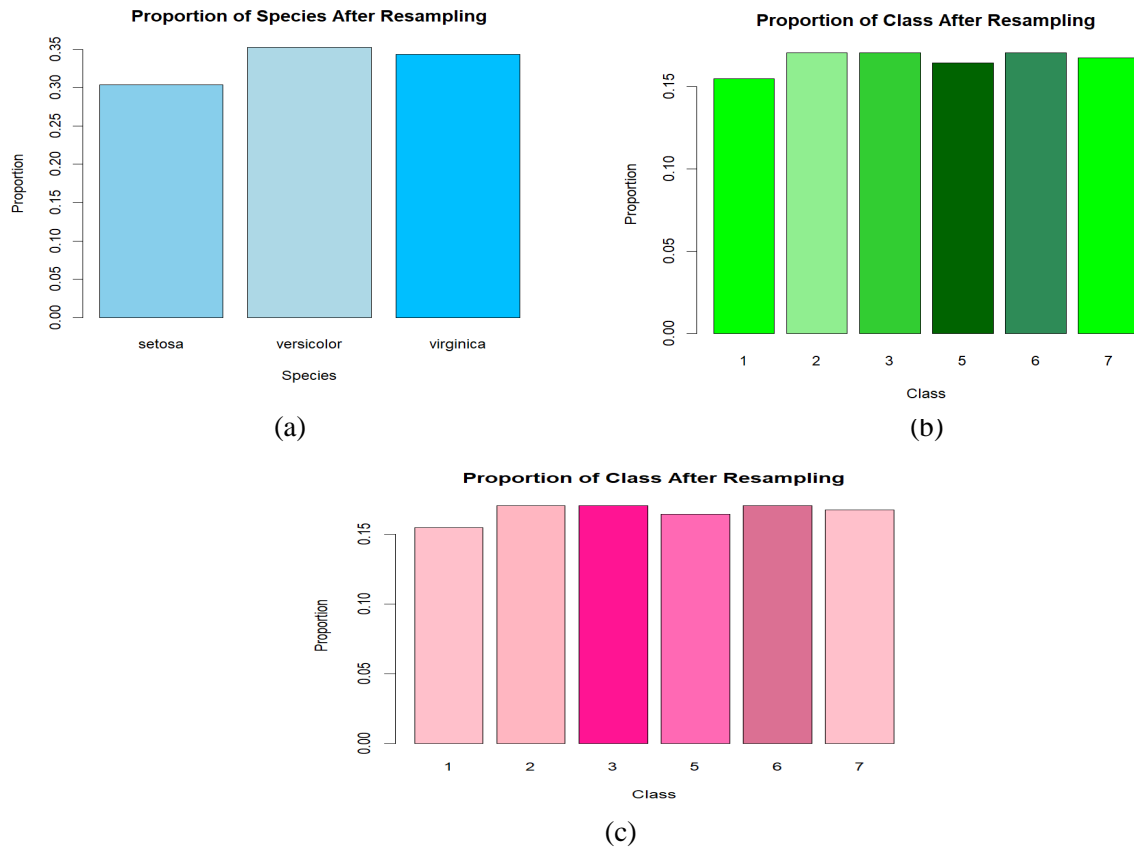 Proportion of Species After Resampling
Proportion
0.00 0.05 0.10 0.15 0.20 0.25 0.30 0.35
setosa versicolor virginica
Species
(a)
Proportion of Class After Resampling
Proportion
0.00 0.05 0.10 0.15
1 2 3 5 6 7
Class
(b)
Proportion of Class After Resampling
Proportion
0.00 0.05 0.10 0.15
1 2 3 5 6 7
Class
(c)